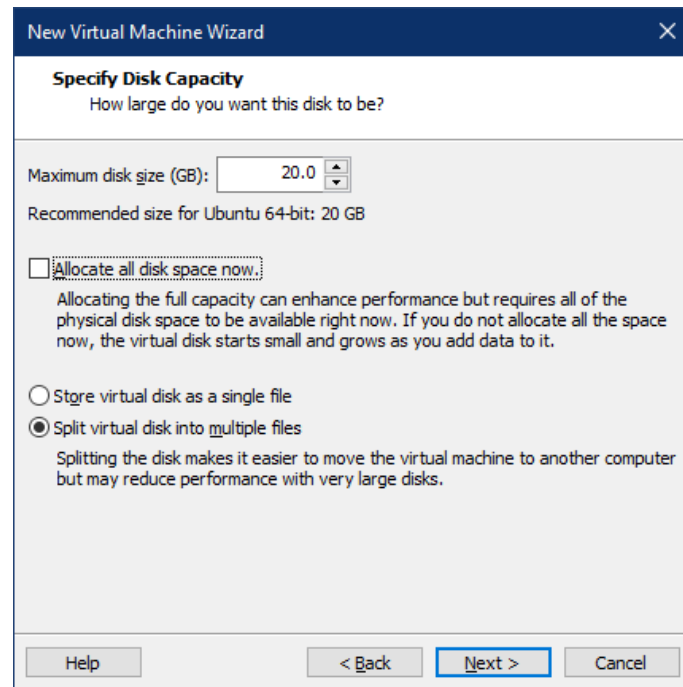 New Virtual Machine Wizard
Specify Disk Capacity
How large do you want this disk to be?
Maximum disk size (GB): 20.0
Recommended size for Ubuntu 64-bit: 20 GB
Allocate all disk space now.
Allocating the full capacity can enhance performance but requires all of the
physical disk space to be available right now. If you do not allocate all the space
now, the virtual disk starts small and grows as you add data to it.
Store virtual disk as a single file
Split virtual disk into multiple files
Splitting the disk makes it easier to move the virtual machine to another computer
but may reduce performance with very large disks.
Help < Back Next > Cancel